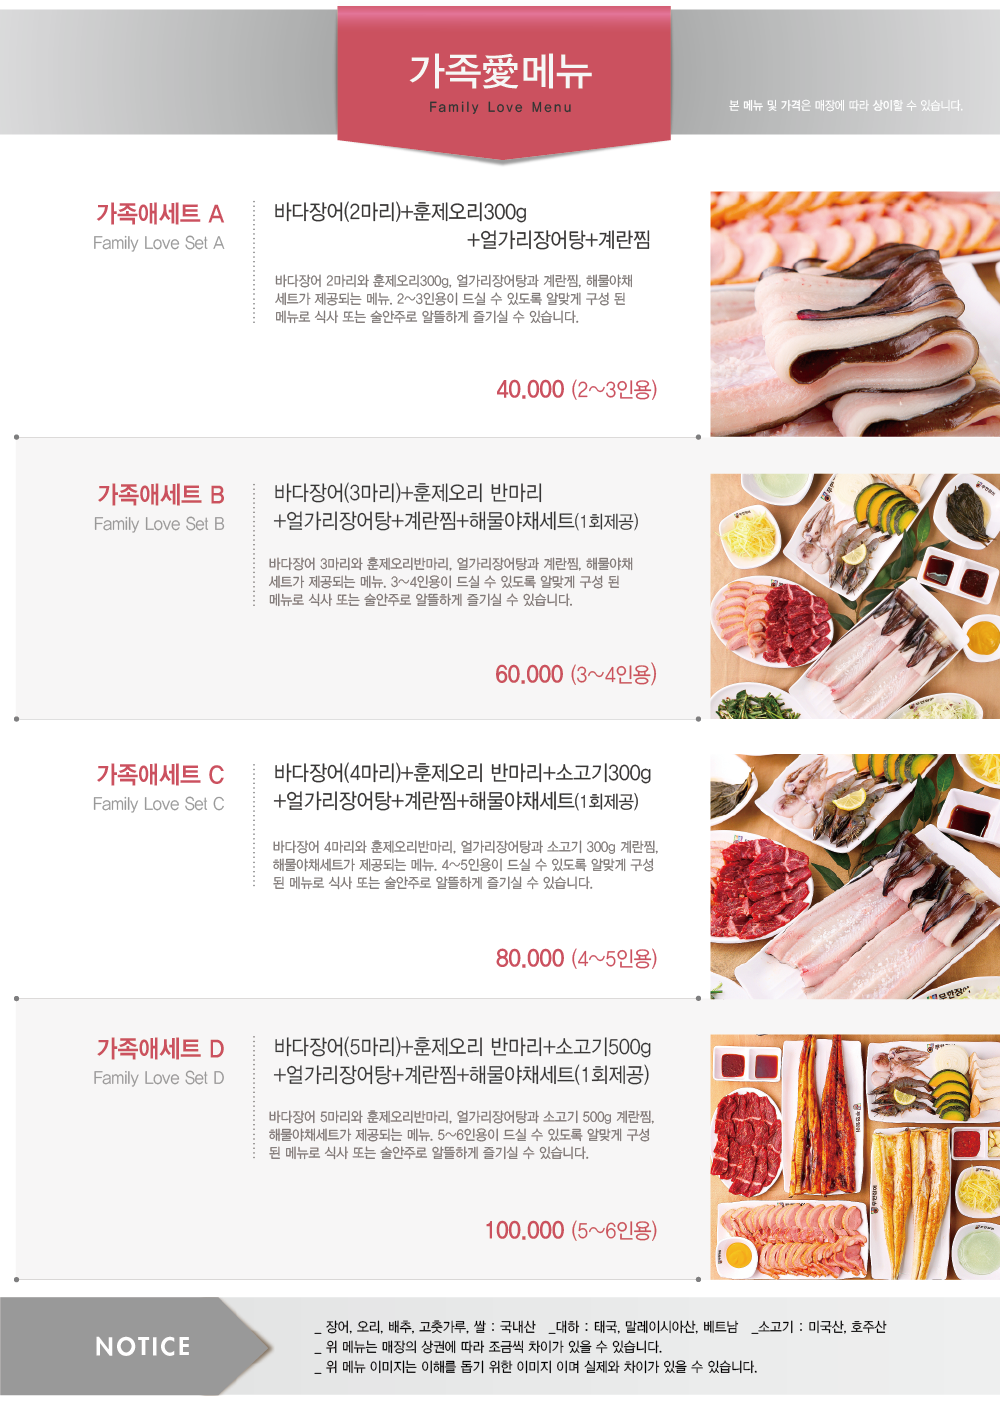 가족愛메뉴
Family Love Menu
본 메뉴 및 가격은 매장에 따라 상이할 수 있습니다.
가족애세트 A
Family Love Set A
바다장어(2마리)+훈제오리300g
+얼가리장어탕+계란찜
바다장어 2마리와 훈제오리300g, 얼가리장어탕과 계란찜, 해물야채
세트가 제공되는 메뉴. 2~3인용이 드실 수 있도록 알맞게 구성 된
메뉴로 식사 또는 술안주로 알뜰하게 즐기실 수 있습니다.
40.000 (2~3인용)
가족애세트 B
Family Love Set B
바다장어(3마리)+훈제오리 반마리
+얼가리장어탕+계란찜+해물야채세트(1회제공)
바다장어 3마리와 훈제오리반마리, 얼가리장어탕과 계란찜, 해물야채
세트가 제공되는 메뉴. 3~4인용이 드실 수 있도록 알맞게 구성 된
메뉴로 식사 또는 술안주로 알뜰하게 즐기실 수 있습니다.
60.000 (3~4인용)
가족애세트 C
Family Love Set C
바다장어(4마리)+훈제오리 반마리+소고기300g
+얼가리장어탕+계란찜+해물야채세트(1회제공)
바다장어 4마리와 훈제오리반마리, 얼가리장어탕과 소고기 300g 계란찜,
해물야채세트가 제공되는 메뉴. 4~5인용이 드실 수 있도록 알맞게 구성
된 메뉴로 식사 또는 술안주로 알뜰하게 즐기실 수 있습니다.
80.000 (4~5인용)
가족애세트 D
Family Love Set D
바다장어(5마리)+훈제오리 반마리+소고기500g
+얼가리장어탕+계란찜+해물야채세트(1회제공)
바다장어 5마리와 훈제오리반마리, 얼가리장어탕과 소고기 500g 계란찜,
해물야채세트가 제공되는 메뉴. 5~6인용이 드실 수 있도록 알맞게 구성
된 메뉴로 식사 또는 술안주로 알뜰하게 즐기실 수 있습니다.
100.000 (5~6인용)
NOTICE
_ 장어, 오리, 배추, 고춧가루, 쌀 : 국내산 _대하 : 태국, 말레이시아산, 베트남 _소고기 : 미국산, 호주산
_ 위 메뉴는 매장의 상권에 따라 조금씩 차이가 있을 수 있습니다.
_ 위 메뉴 이미지는 이해를 돕기 위한 이미지 이며 실제와 차이가 있을 수 있습니다.